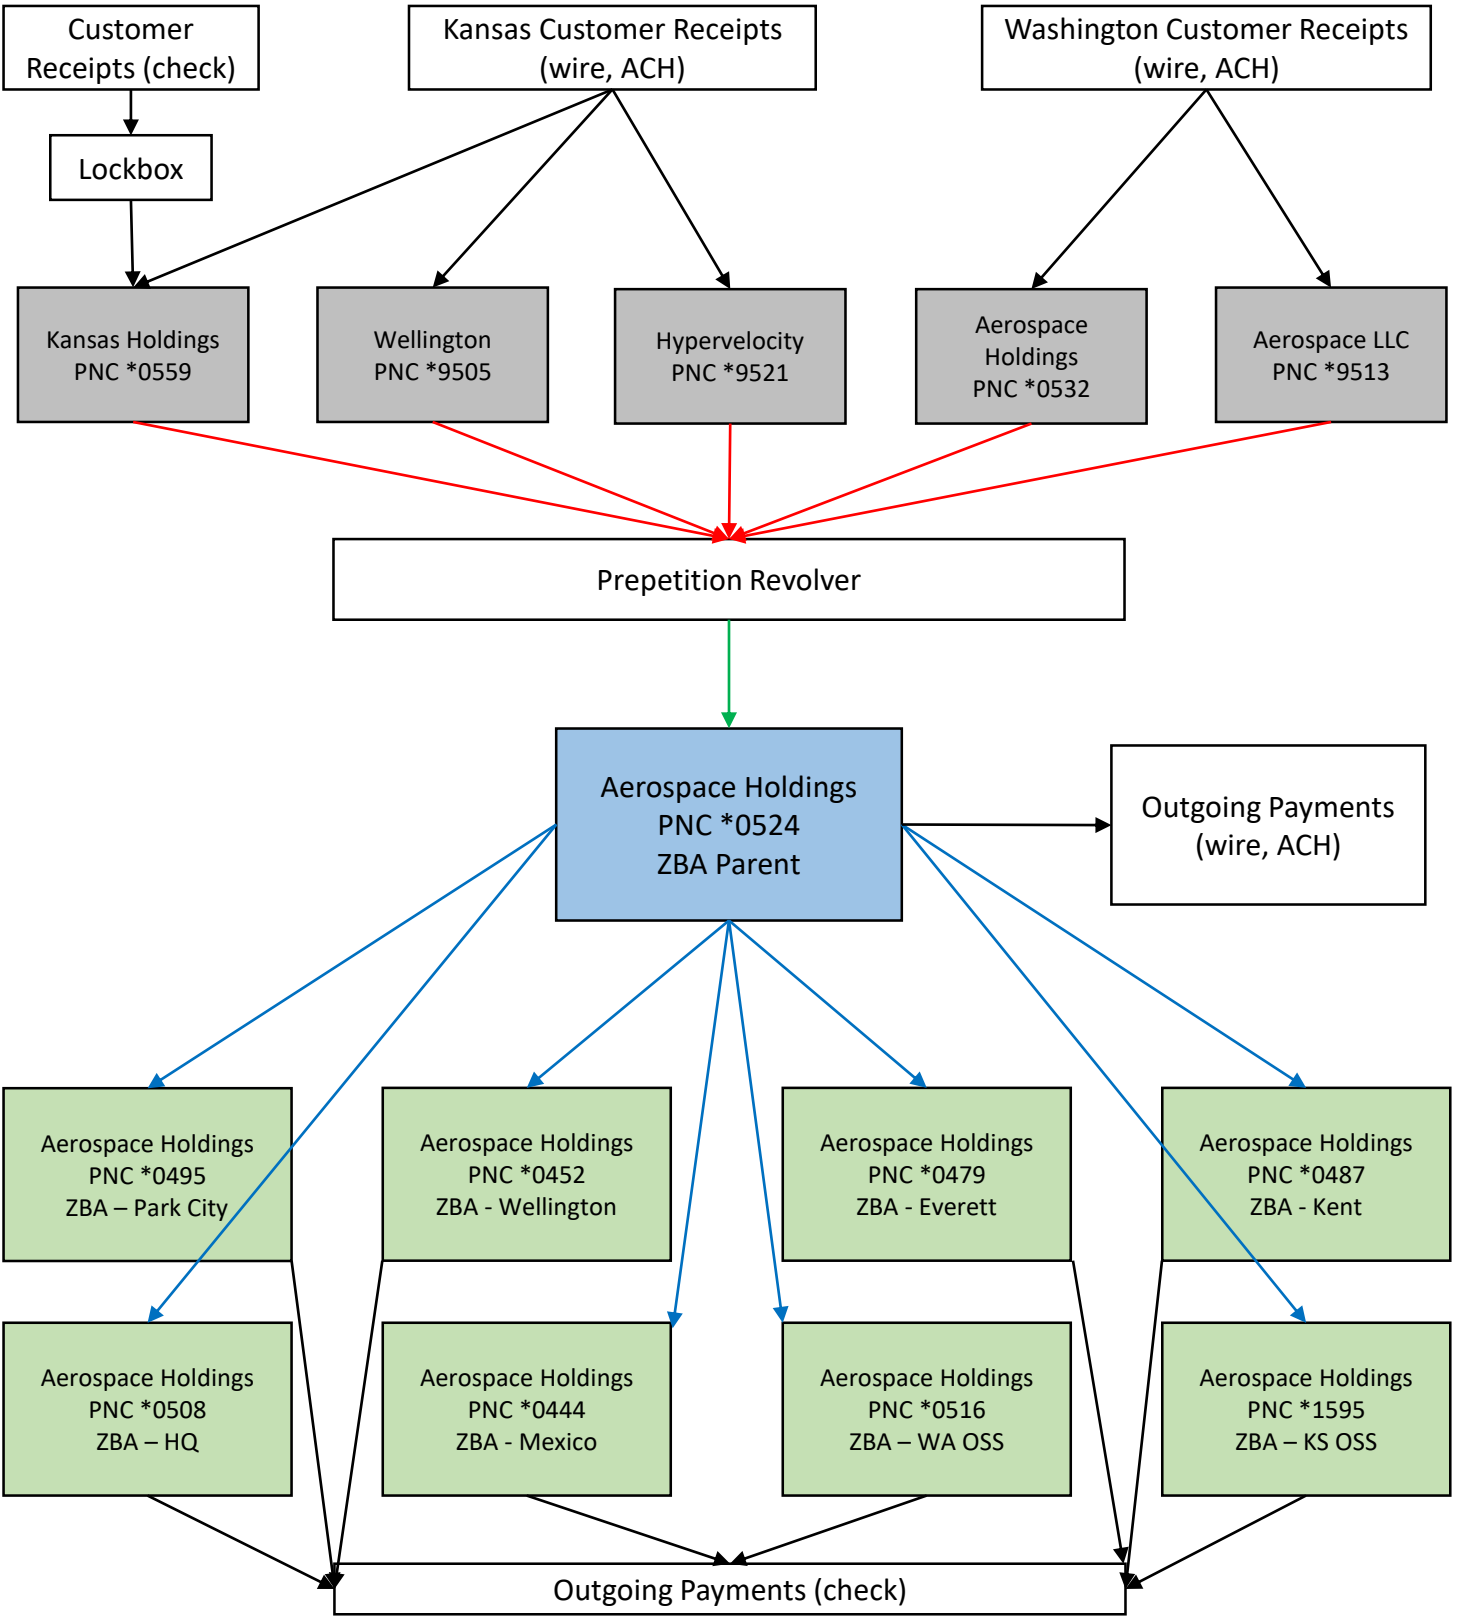 Customer
Receipts (check)
Kansas Customer Receipts
(wire, ACH)
Washington Customer Receipts
(wire, ACH)
Lockbox
Kansas Holdings
PNC *0559
Wellington
PNC *9505
Hypervelocity
PNC *9521
Aerospace
Holdings
PNC *0532
Aerospace LLC
PNC *9513
Prepetition Revolver
Aerospace Holdings
PNC *0524
ZBA Parent
Outgoing Payments
(wire, ACH)
Aerospace Holdings
PNC *0495
ZBA – Park City
Aerospace Holdings
PNC *0452
ZBA - Wellington
Aerospace Holdings
PNC *0479
ZBA - Everett
Aerospace Holdings
PNC *0487
ZBA - Kent
Aerospace Holdings
PNC *0508
ZBA – HQ
Aerospace Holdings
PNC *0444
ZBA - Mexico
Aerospace Holdings
PNC *0516
ZBA – WA OSS
Aerospace Holdings
PNC *1595
ZBA – KS OSS
Outgoing Payments (check)